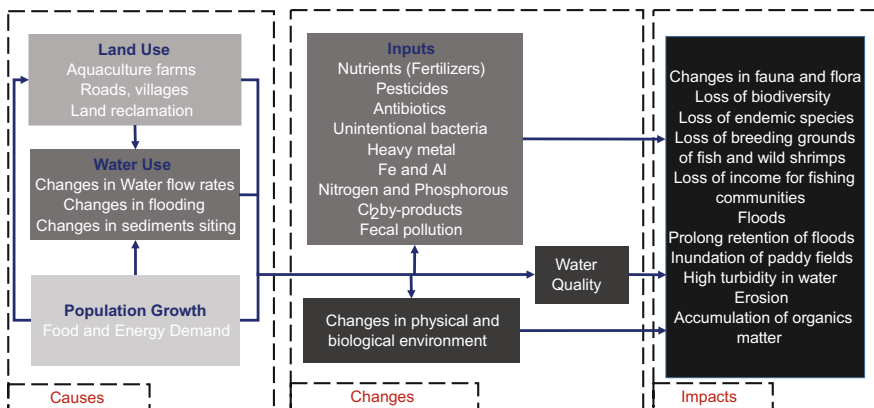 Land Use
Aquaculture farms
Roads, villages
Land reclamation
Water Use
Changes in Water flow rates
Changes in flooding
Changes in sediments siting
Population Growth
Food and Energy Demand
Causes
Inputs
Nutrients (Fertilizers)
Pesticides
Antibiotics
Unintentional bacteria
Heavy metal
Fe and Al
Nitrogen and Phosphorous
Cl2by-products
Fecal pollution
Water
Quality
Changes in physical and
biological environment
Changes
Changes in fauna and flora
Loss of biodiversity
Loss of endemic species
Loss of breeding grounds
of fish and wild shrimps
Loss of income for fishing
communities
Floods
Prolong retention of floods
Inundation of paddy fields
High turbidity in water
Erosion
Accumulation of organics
matter
Impacts